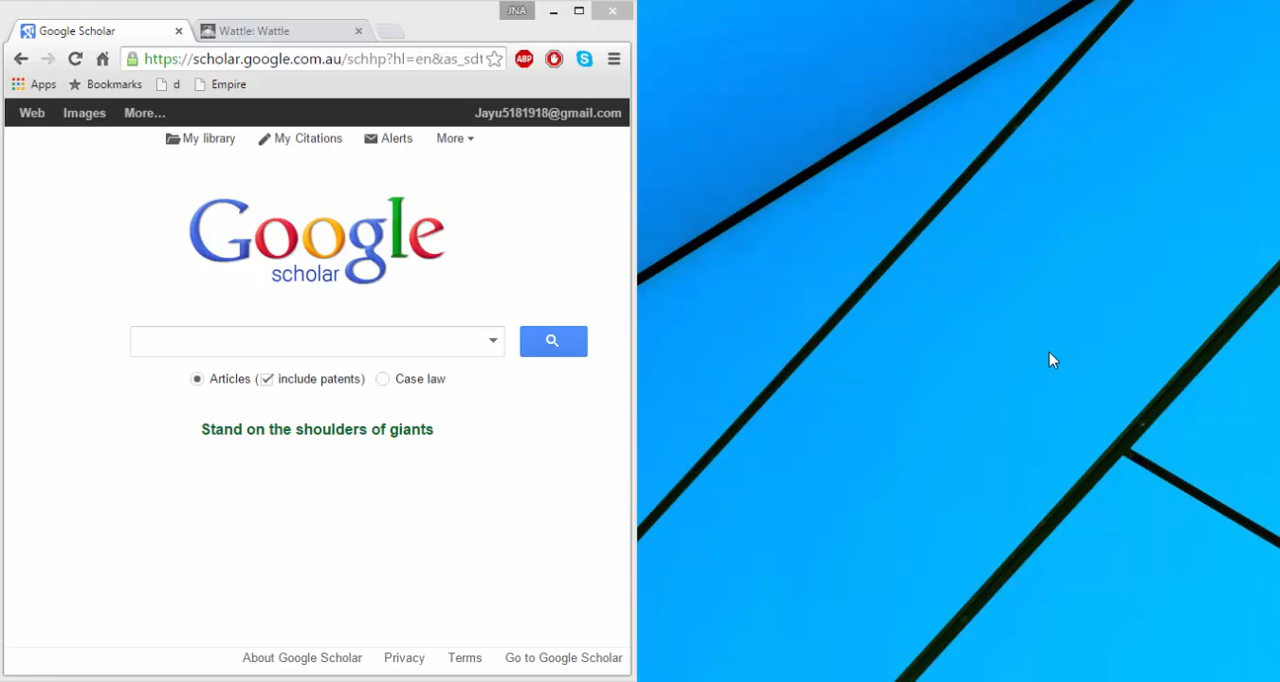 JNA
Google Scholar
Wattle: Wattle
https://scholar.google.com.au/schhp?hl=en&as_sdt
ABP
Apps Bookmarks d Empire
Web Images More... Jayu5181918@gmail.com
My library My Citations Alerts More
Google
scholar
Articles ( include patents) Case law
Stand on the shoulders of giants
About Google Scholar Privacy Terms Go to Google Scholar